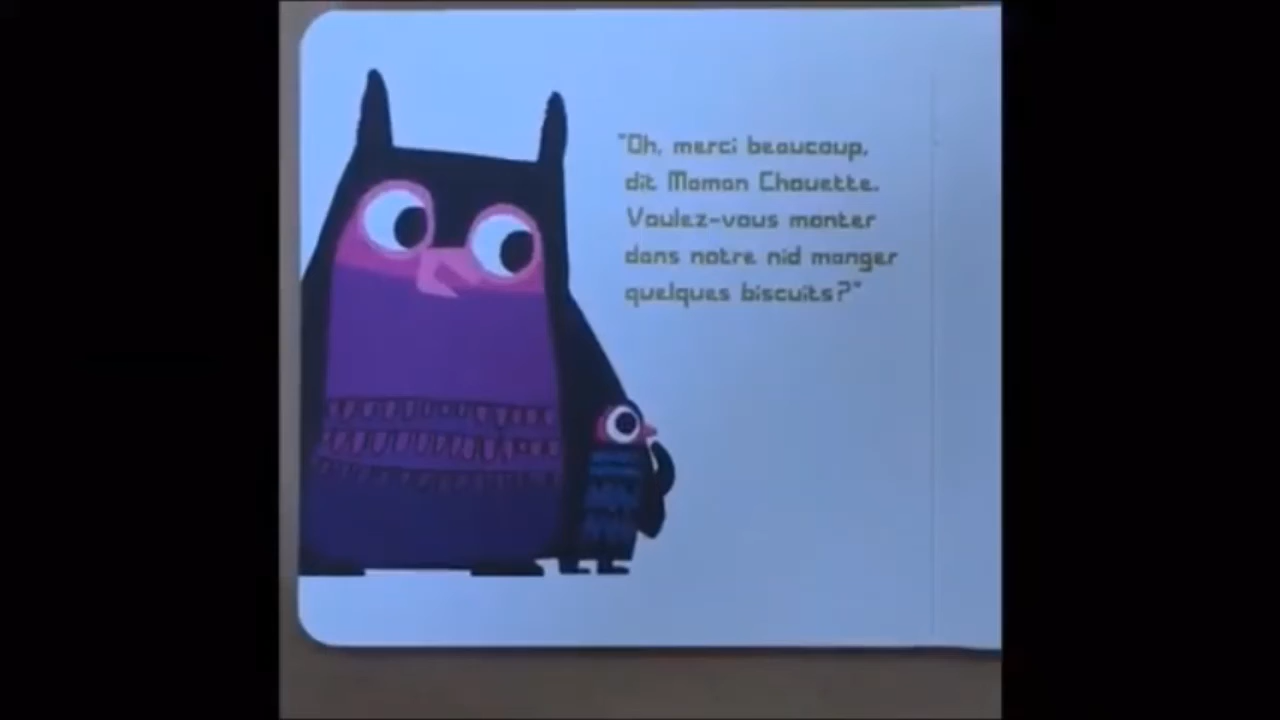 "Oh, merci beaucoup,
dit Maman Chouette.
Voulez-vous monter
dans notre nid manger
quelques biscuits?"